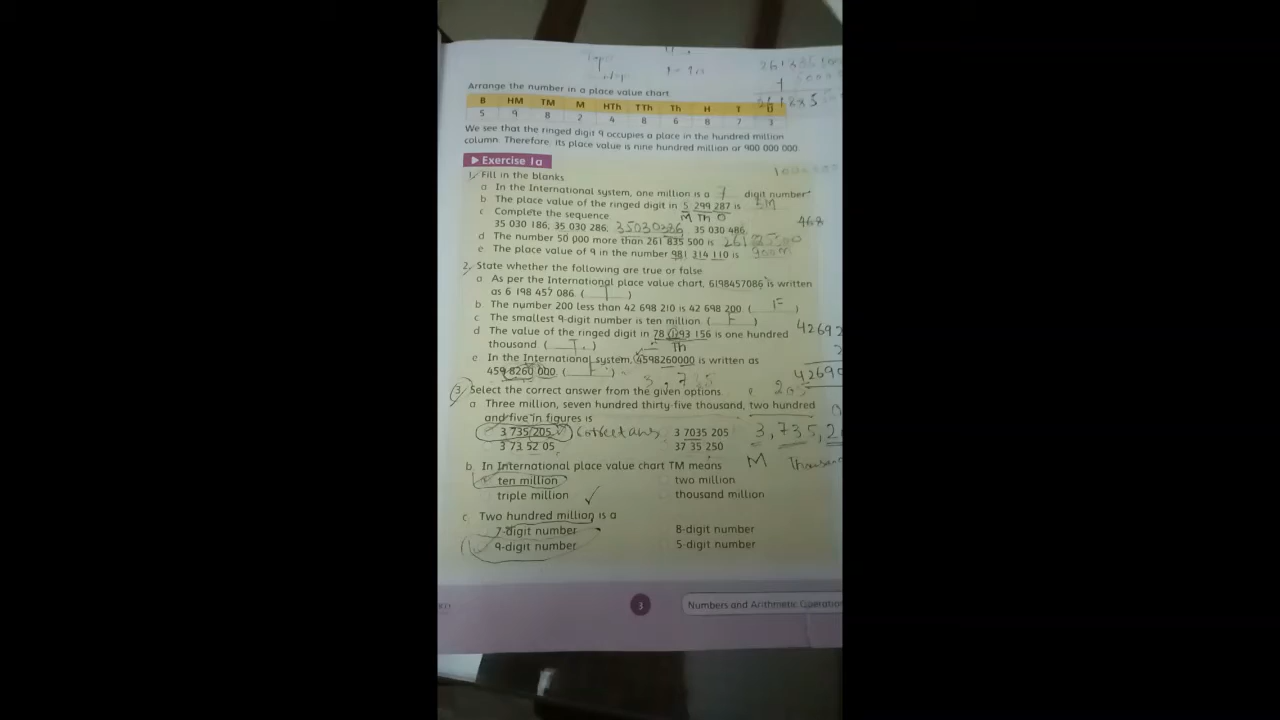 Arrange the number in a place value chart.
B HM TM M HTh TTh Th H T U
5 9 8 2 4 8 6 8 7 3
We see that the ringed digit 9 occupies a place in the hundred million
column. Therefore, its place value is nine hundred million or 900 000 000.
Exercise 1a
1. Fill in the blanks
a In the International system, one million is a 7 digit number
b The place value of the ringed digit in 5 299 287 is
M Th O
c Complete the sequence
35 030 186, 35 030 286, 35030386, 35 030 486
468
d The number 50 000 more than 261 835 500 is
e The place value of 9 in the number 981 314 110 is 900m
2. State whether the following are true or false
a As per the International place value chart, 6198457086 is written
as 6 198 457 086. ( T )
b. The number 200 less than 42 698 210 is 42 698 200 ( F )
c The smallest 9-digit number is ten million ( F )
d The value of the ringed digit in 78 193 156 is one hundred
thousand ( T. )
Th
e In the International system, 4598260000 is written as
459 8260 000. ( F. )
3. Select the correct answer from the given options
a Three million, seven hundred thirty five thousand, two hundred
and five in figures is
3 735 205 Correct ans 3 7035 205
3 73 52 05 37 35 250
3, 735, 2
M
b. In International place value chart TM means
ten million two million
triple million thousand million
c. Two hundred million is a
7-digit number 8-digit number
9-digit number 5-digit number
3 Numbers and Arithmetic Operatio